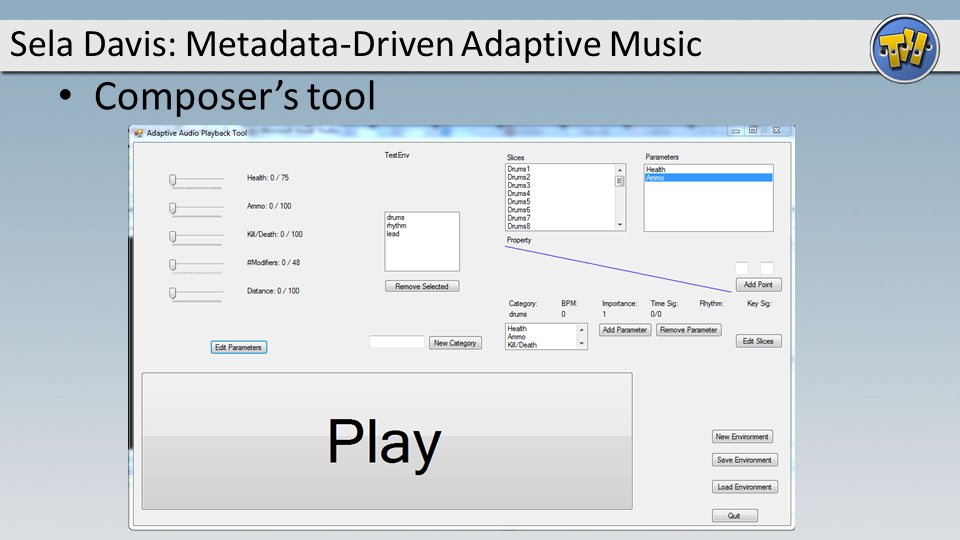 Sela Davis: Metadata-Driven Adaptive Music
TH
• Composer's tool
Adaptive Audio Playback Tool
Health: 0 / 75
Ammo: 0 / 100
Kill/Death: 0 / 100
#Modifiers: 0 / 48
Distance: 0 / 100
Edit Parameters
TestEnv
drums
rhythm
lead
Remove Selected
New Category
Slices
Drums1
Drums2
Drums3
Drums4
Drums5
Drums6
Drums7
Drums8
Parameters
Health
Ammo
Property
Add Point
Category: BPM: Importance: Time Sig: Rhythm: Key Sig:
drums 0 1 0/0
Health
Ammo
Kill/Death
Add Parameter Remove Parameter
Edit Slices
Play
New Environment
Save Environment
Load Environment
Quit